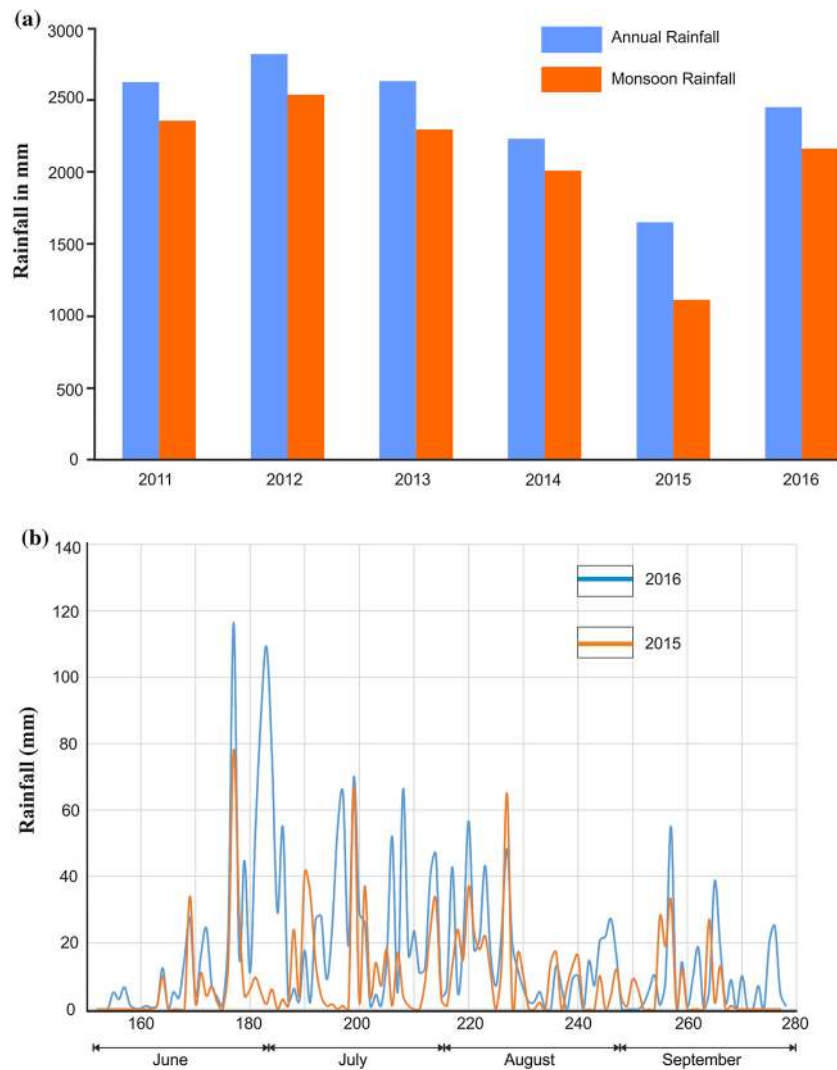 (a)
Rainfall in mm
3000
2500
2000
1500
1000
500
0
Annual Rainfall
Monsoon Rainfall
2011 2012 2013 2014 2015 2016
(b)
Rainfall (mm)
140
120
100
80
60
40
20
0
2016
2015
160 180 200 220 240 260 280
June July August September